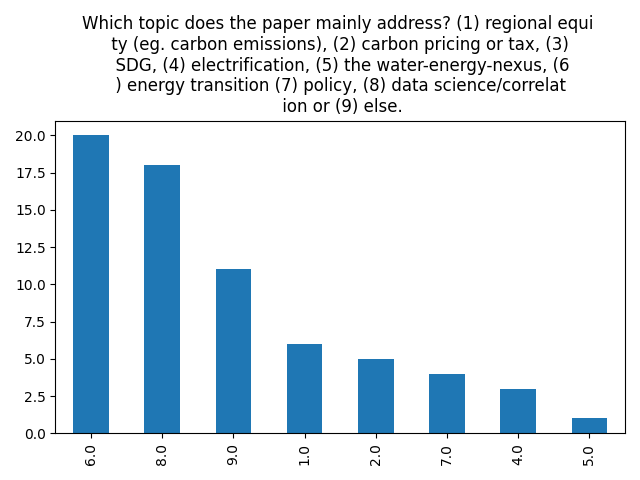 Which topic does the paper mainly address? (1) regional equi
ty (eg. carbon emissions), (2) carbon pricing or tax, (3)
SDG, (4) electrification, (5) the water-energy-nexus, (6
) energy transition (7) policy, (8) data science/correlat
ion or (9) else.
20.0
17.5
15.0
12.5
10.0
7.5
5.0
2.5
0.0
6.0 8.0 9.0 1.0 2.0 7.0 4.0 5.0